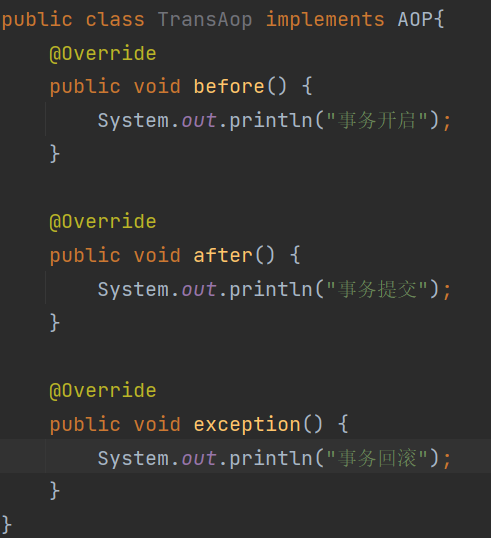 public class TransAop implements AOP{
    @Override
    public void before() {
        System.out.println("事务开启");
    }

    @Override
    public void after() {
        System.out.println("事务提交");
    }

    @Override
    public void exception() {
        System.out.println("事务回滚");
    }
}